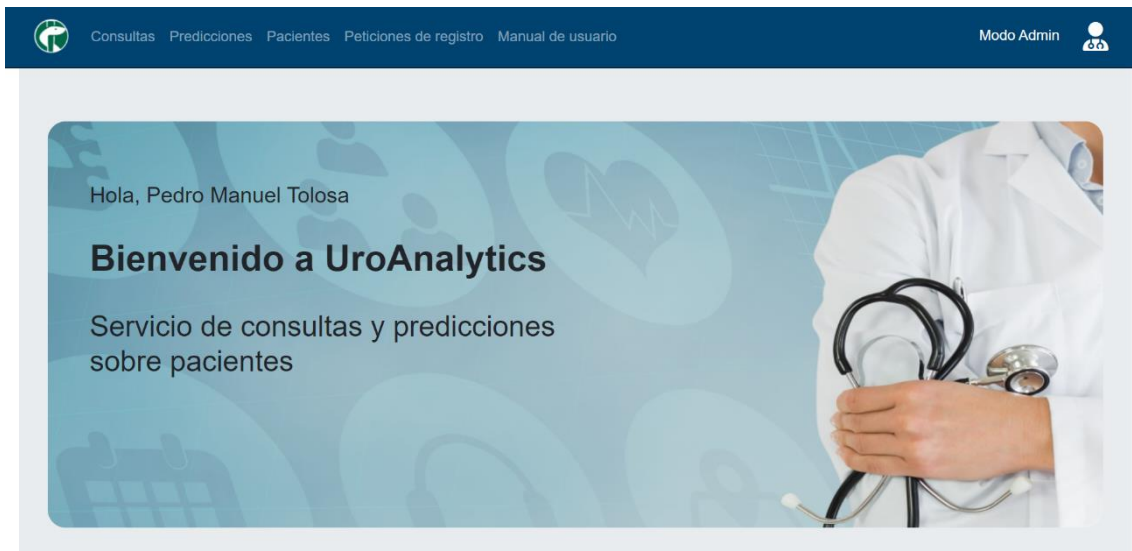 Consultas Predicciones Pacientes Peticiones de registro Manual de usuario Modo Admin
Hola, Pedro Manuel Tolosa
Bienvenido a UroAnalytics
Servicio de consultas y predicciones
sobre pacientes